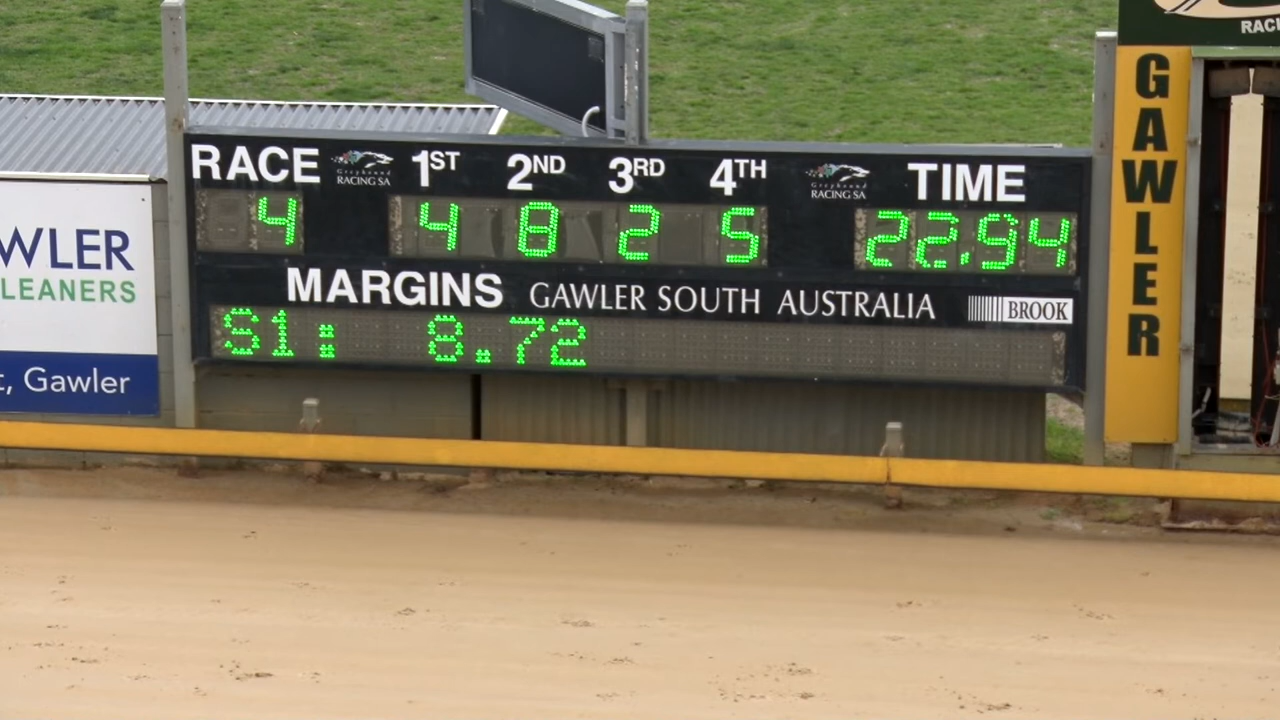 RACI
GAWLER
RACE 1ST 2ND 3RD 4TH TIME
Greyhound
RACING SA
Greyhound
RACING SA
4 4 8 2 5 22.94
MARGINS GAWLER SOUTH AUSTRALIA BROOK
S1: 8.72
WLER
LEANERS
t, Gawler